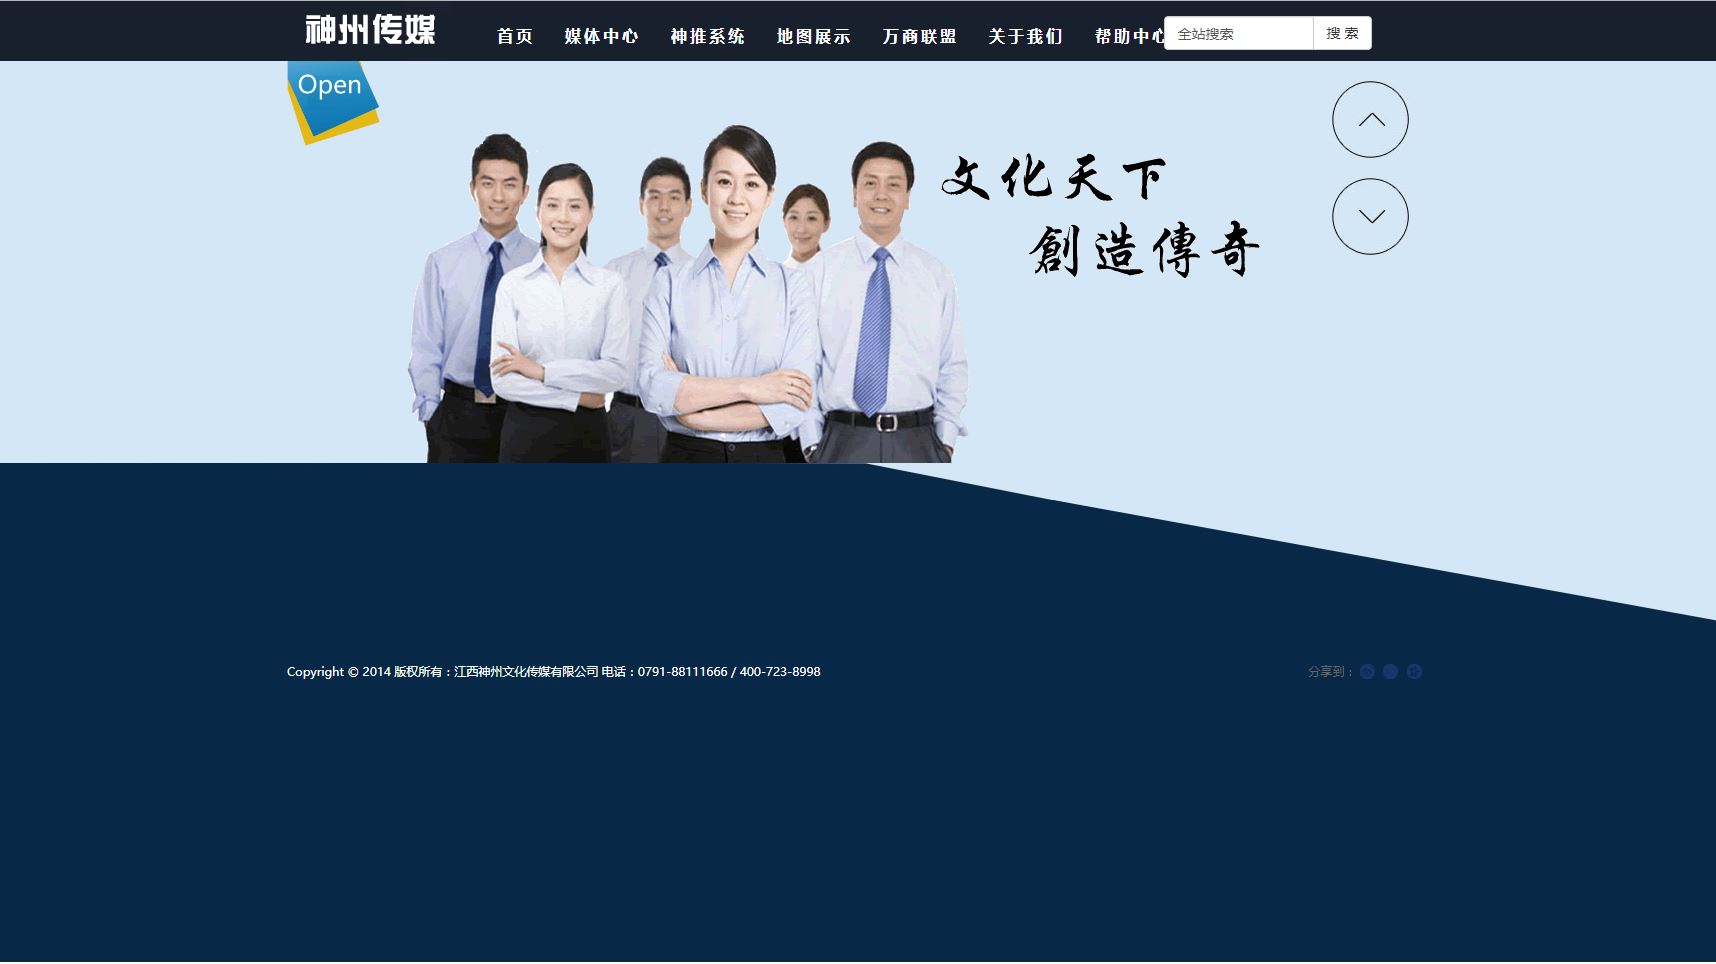 神州传媒
首页 媒体中心 神推系统 地图展示 万商联盟 关于我们 帮助中心
全站搜索 搜 索
Open
文化天下
創造傳奇
Copyright © 2014 版权所有：江西神州文化传媒有限公司 电话：0791-88111666 / 400-723-8998
分享到：